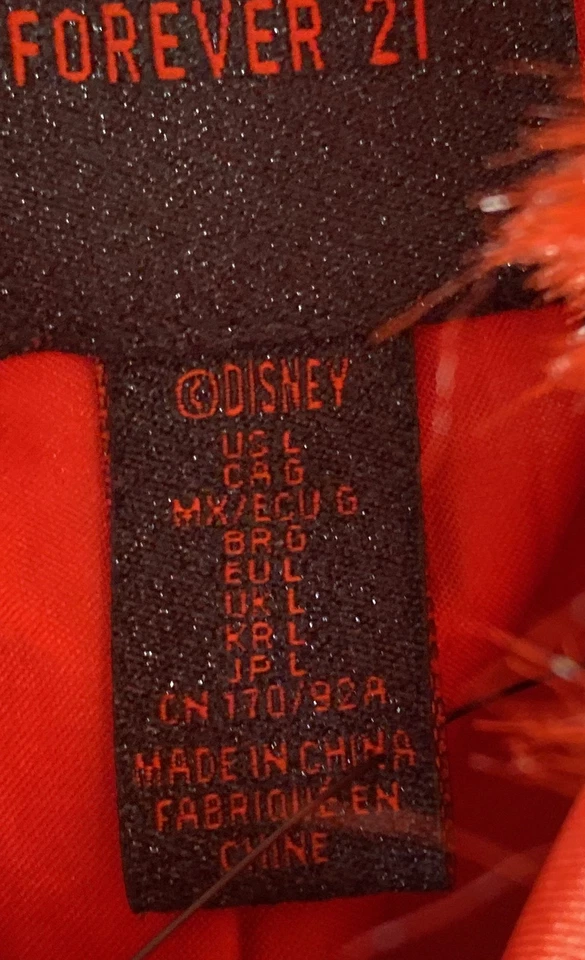 FOREVER 21
©DISNEY
US L
CA G
MX/ECU G
BR G
EU L
UK L
KR L
JP L
CN 170/92A
MADE IN CHINA
FABRIQUÉ EN
CHINE